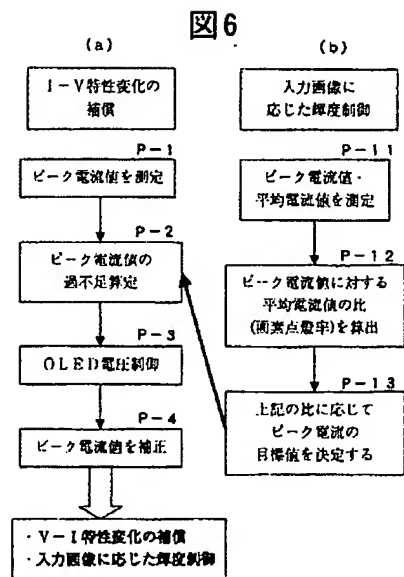 図6
(a)
I-V特性変化の
補償
P-1
ピーク電流値を測定
P-2
ピーク電流値の
過不足算定
P-3
OLED電圧制御
P-4
ピーク電流値を補正
・V-I特性変化の補償
・入力画像に応じた輝度制御
(b)
入力画像に
応じた輝度制御
P-11
ピーク電流値・
平均電流値を測定
P-12
ピーク電流値に対する
平均電流値の比
(画素点燈率)を算出
P-13
上記の比に応じて
ピーク電流の
目標値を決定する